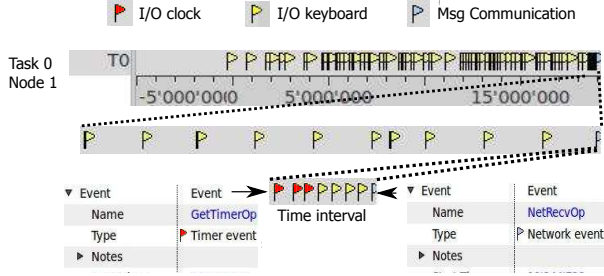 I/O clock I/O keyboard Msg Communication
Task 0
Node 1
T0
-5'000'000 5'000'000 15'000'000
Event Event
Name GetTimerOp
Type Timer event
Notes
Time interval
Event Event
Name NetRecvOp
Type Network event
Notes